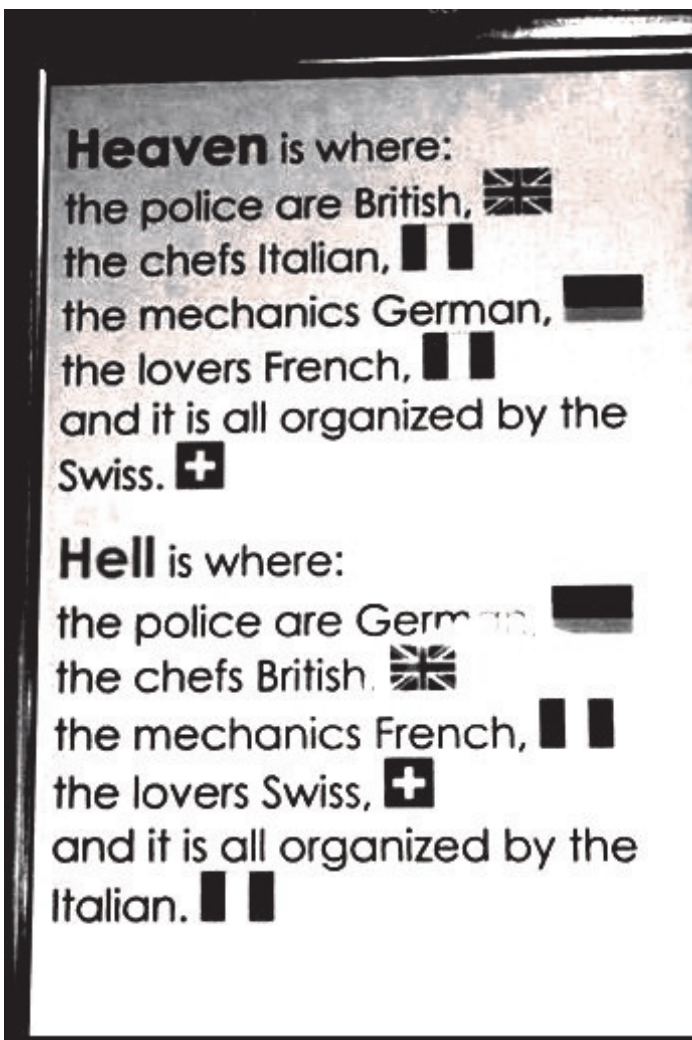 Heaven is where:
the police are British,
the chefs Italian,
the mechanics German,
the lovers French,
and it is all organized by the
Swiss.
Hell is where:
the police are German,
the chefs British.
the mechanics French,
the lovers Swiss,
and it is all organized by the
Italian.